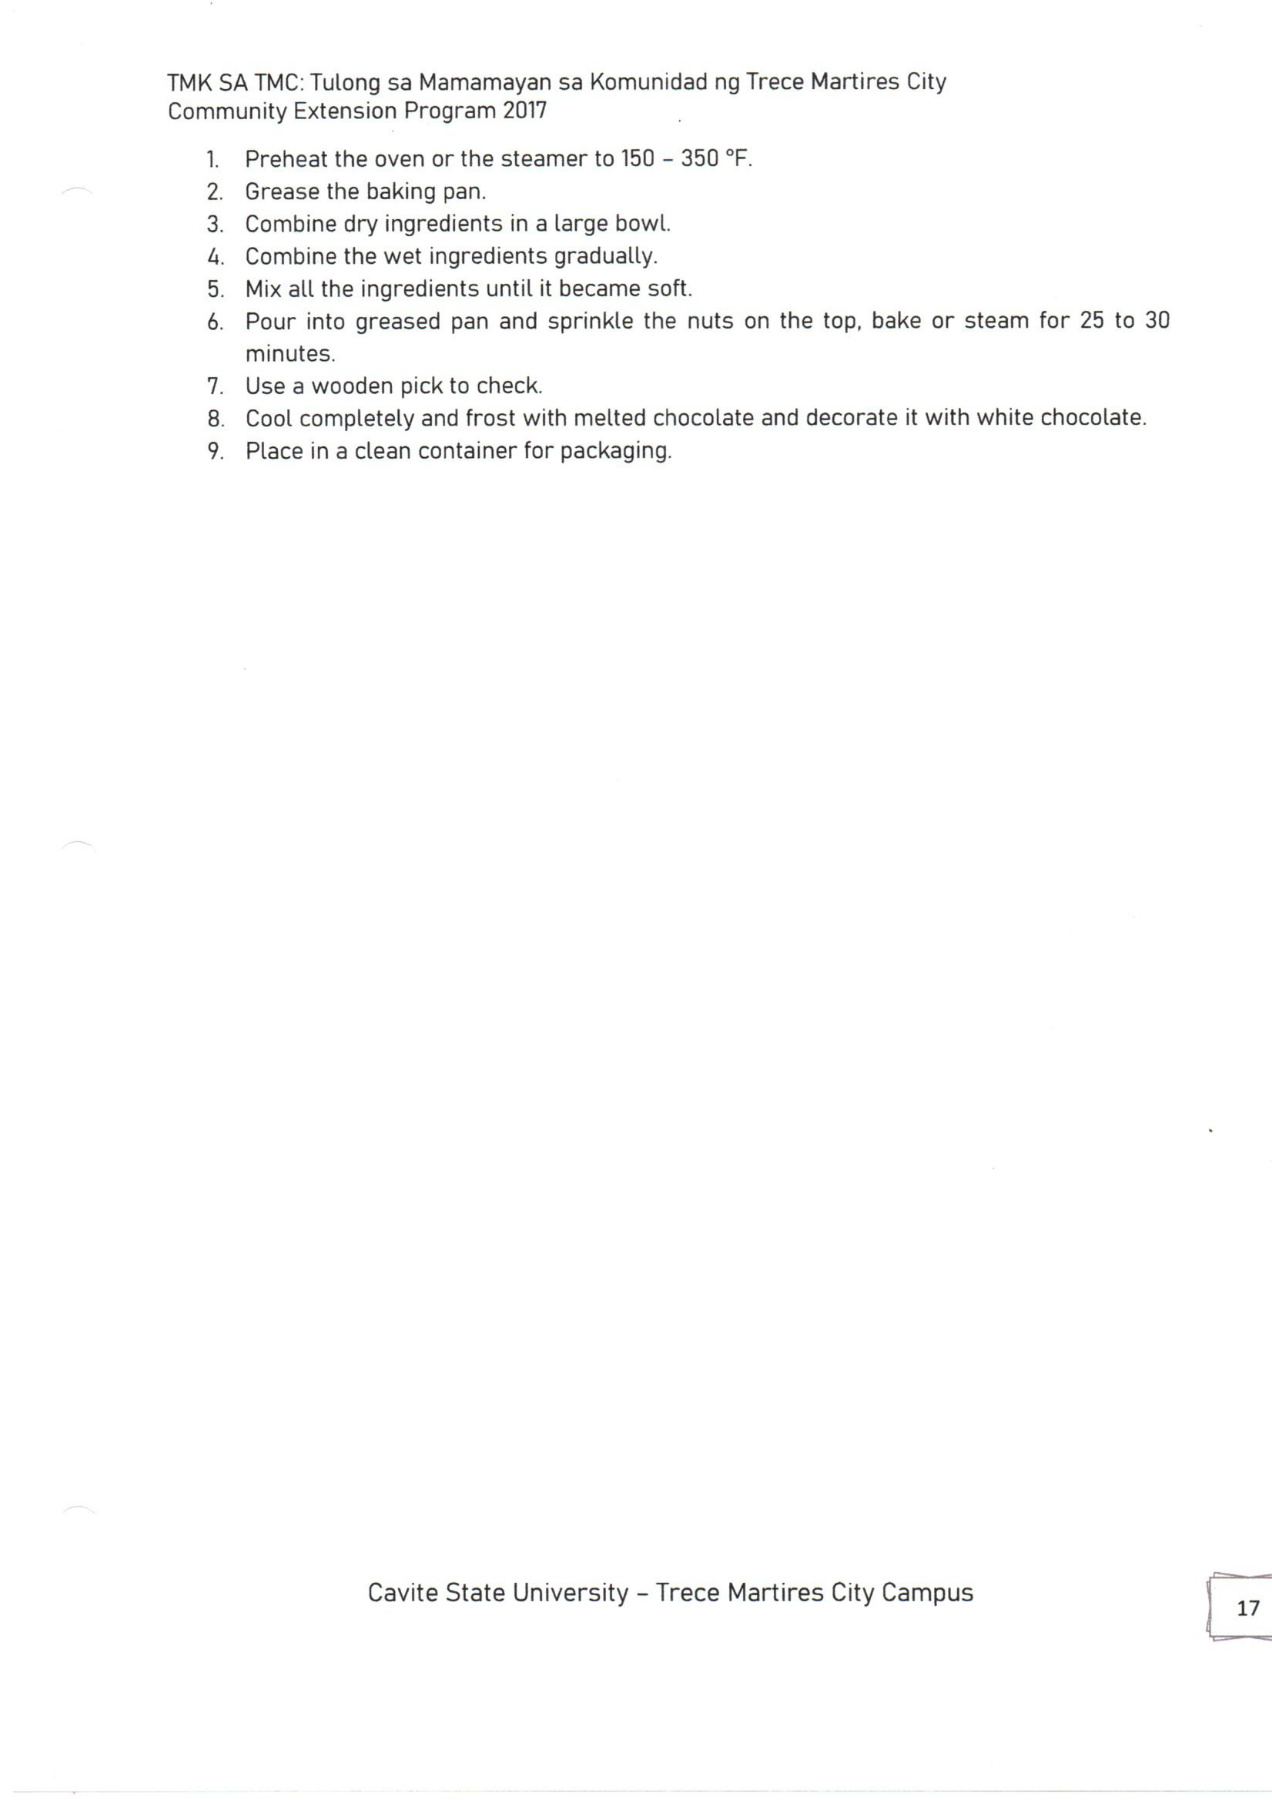 TMK SA TMC: Tulong sa Mamamayan sa Komunidad ng Trece Martires City
Community Extension Program 2017
1. Preheat the oven or the steamer to 150 – 350 °F.
2. Grease the baking pan.
3. Combine dry ingredients in a large bowl.
4. Combine the wet ingredients gradually.
5. Mix all the ingredients until it became soft.
6. Pour into greased pan and sprinkle the nuts on the top, bake or steam for 25 to 30
minutes.
7. Use a wooden pick to check.
8. Cool completely and frost with melted chocolate and decorate it with white chocolate.
9. Place in a clean container for packaging.
Cavite State University – Trece Martires City Campus
17